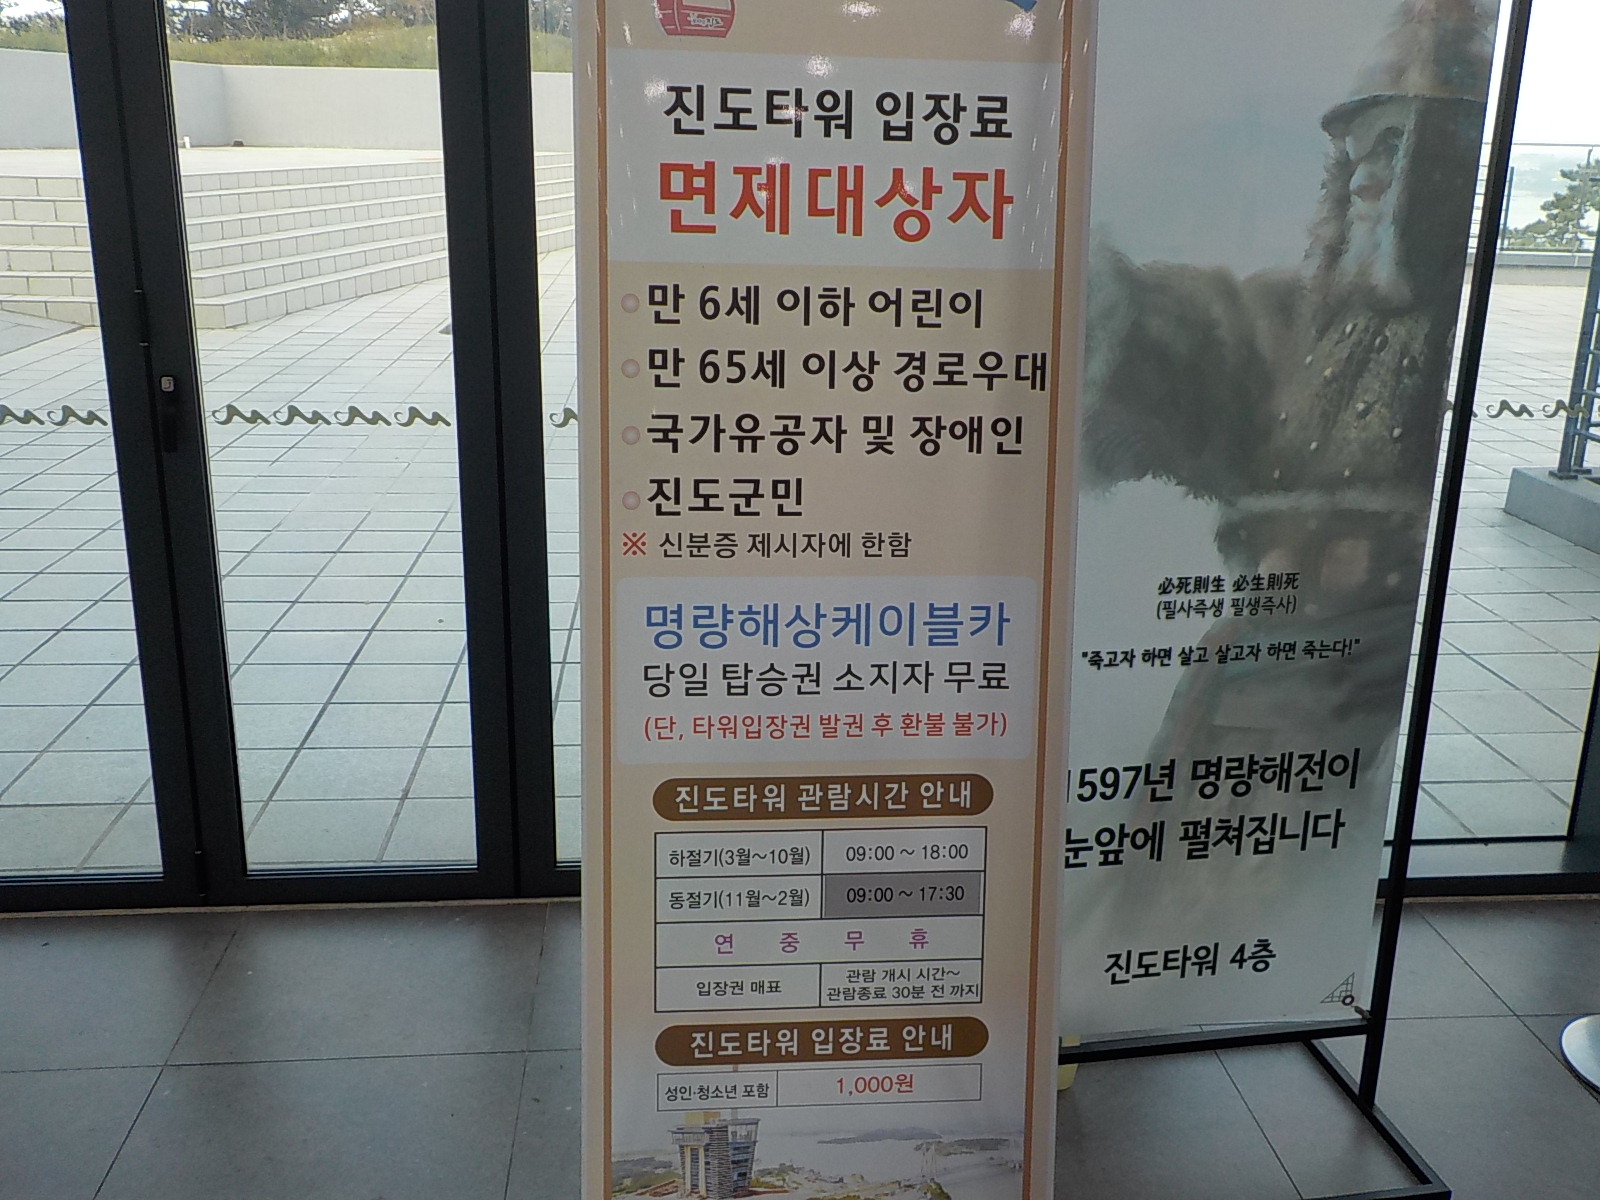 진도타워 입장료
면제대상자
만 6세 이하 어린이
만 65세 이상 경로우대
국가유공자 및 장애인
진도군민
※ 신분증 제시자에 한함
명량해상케이블카
당일 탑승권 소지자 무료
(단, 타워입장권 발권 후 환불 불가)
진도타워 관람시간 안내
하절기(3월~10월) 09:00 ~ 18:00
동절기(11월~2월) 09:00 ~ 17:30
연 중 무 휴
입장권 매표 관람 개시 시간~
관람종료 30분 전 까지
진도타워 입장료 안내
성인·청소년 포함 1,000원
必死則生 必生則死
(필사즉생 필생즉사)
"죽고자 하면 살고 살고자 하면 죽는다!"
1597년 명량해전이
눈앞에 펼쳐집니다
진도타워 4층